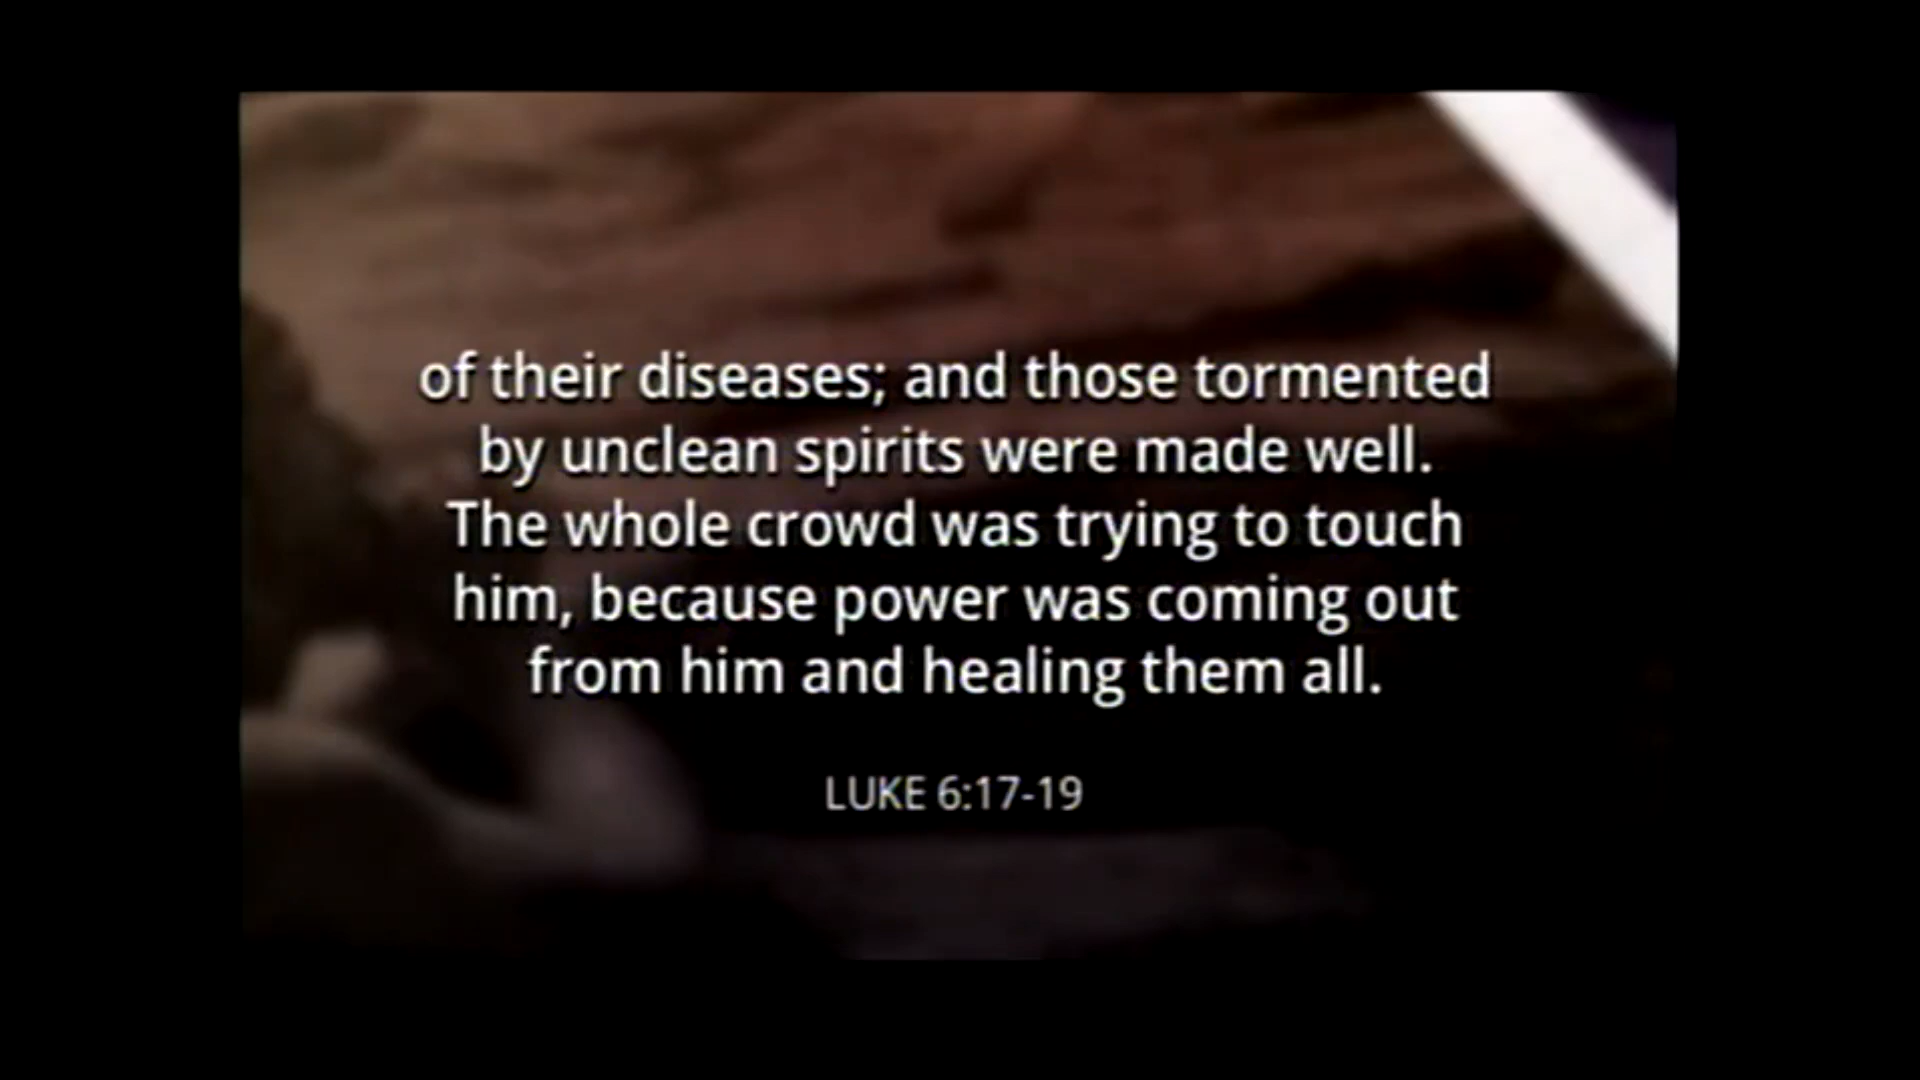 of their diseases; and those tormented
by unclean spirits were made well.
The whole crowd was trying to touch
him, because power was coming out
from him and healing them all.
LUKE 6:17-19